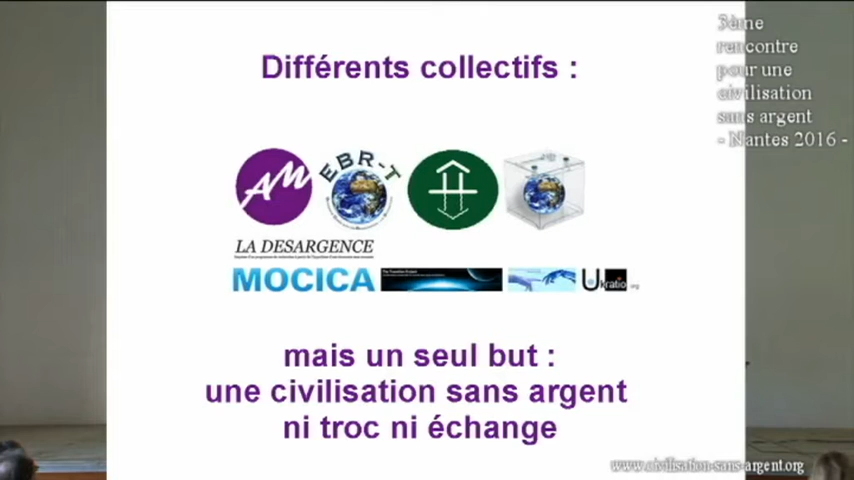 Différents collectifs :
3ème
rencontre
pour une
civilisation
sans argent
- Nantes 2016 -
AM
EBR-T
LA DESARGENCE
MOCICA
mais un seul but :
une civilisation sans argent
ni troc ni échange
www.civilisation-sans-argent.org